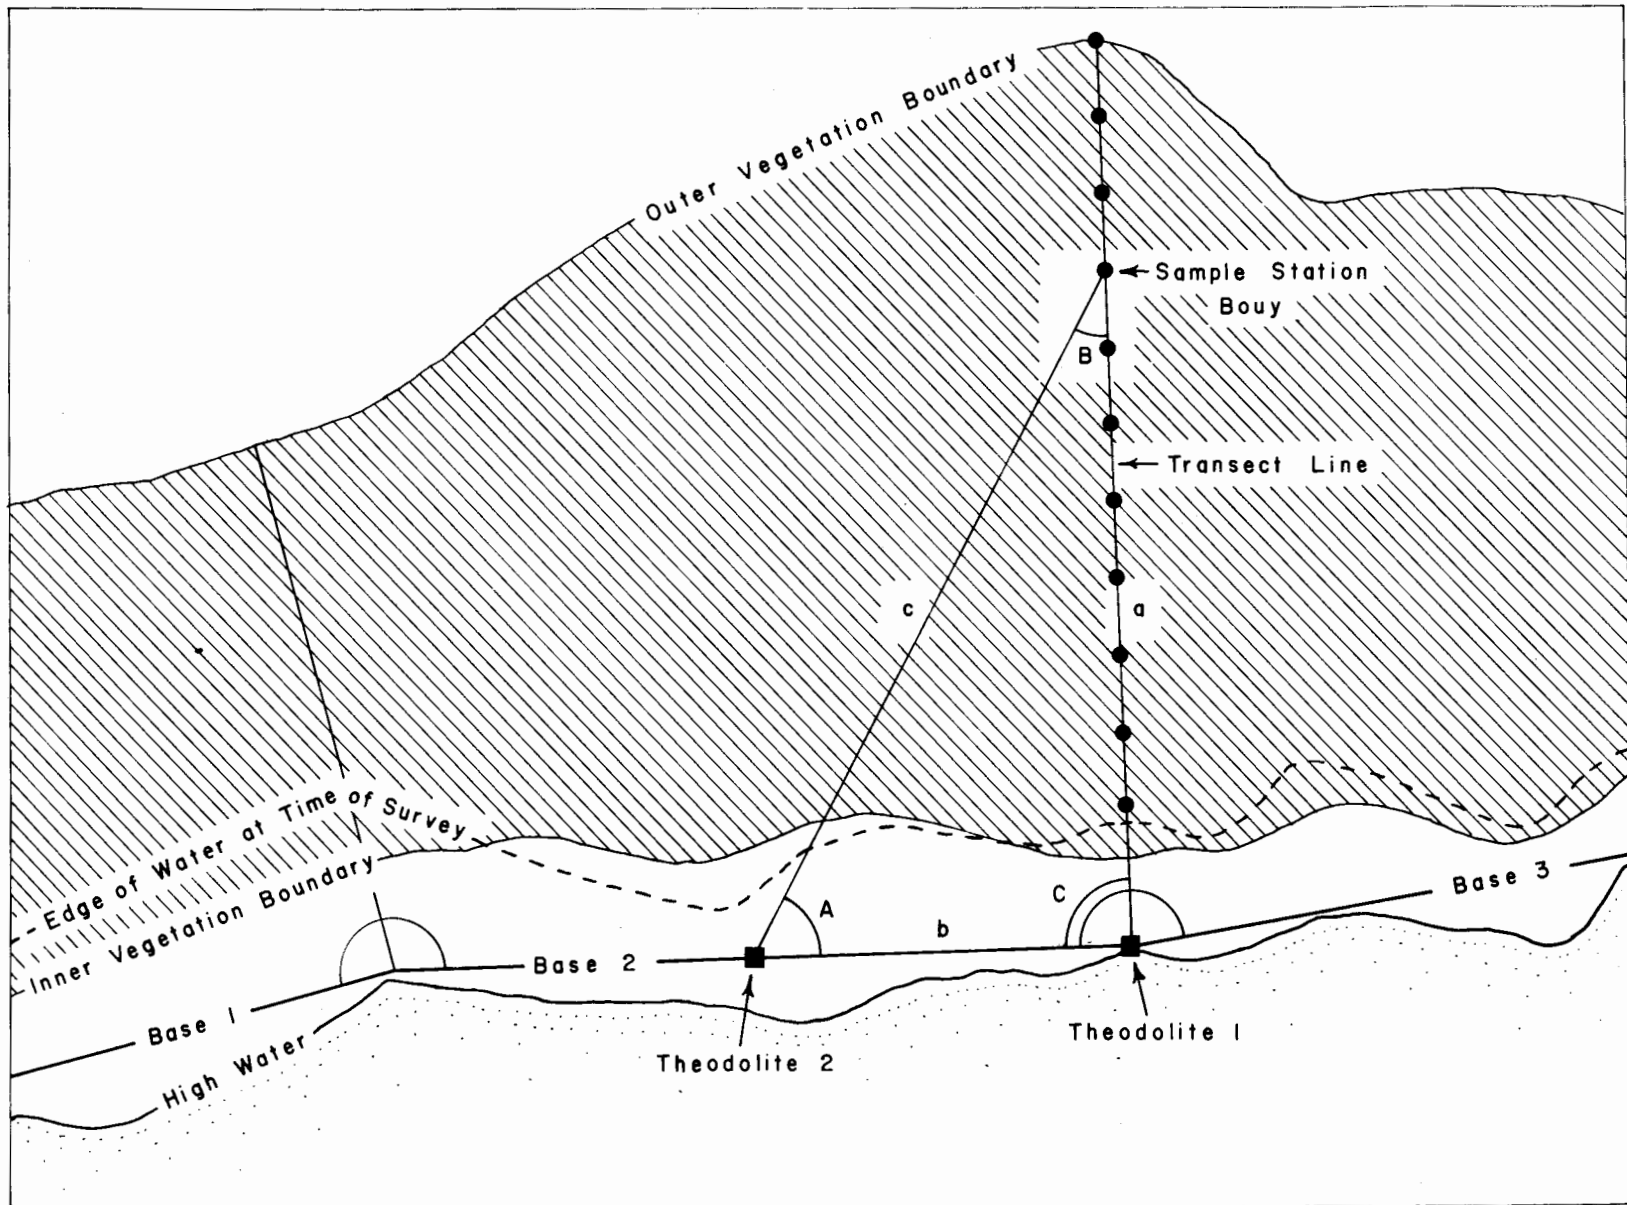 Outer Vegetation Boundary
Sample Station
Bouy
B
Transect Line
c
a
Edge of Water at Time of Survey
Inner Vegetation Boundary
A
C
b
Base 3
Base 2
Base 1
High Water
Theodolite 1
Theodolite 2